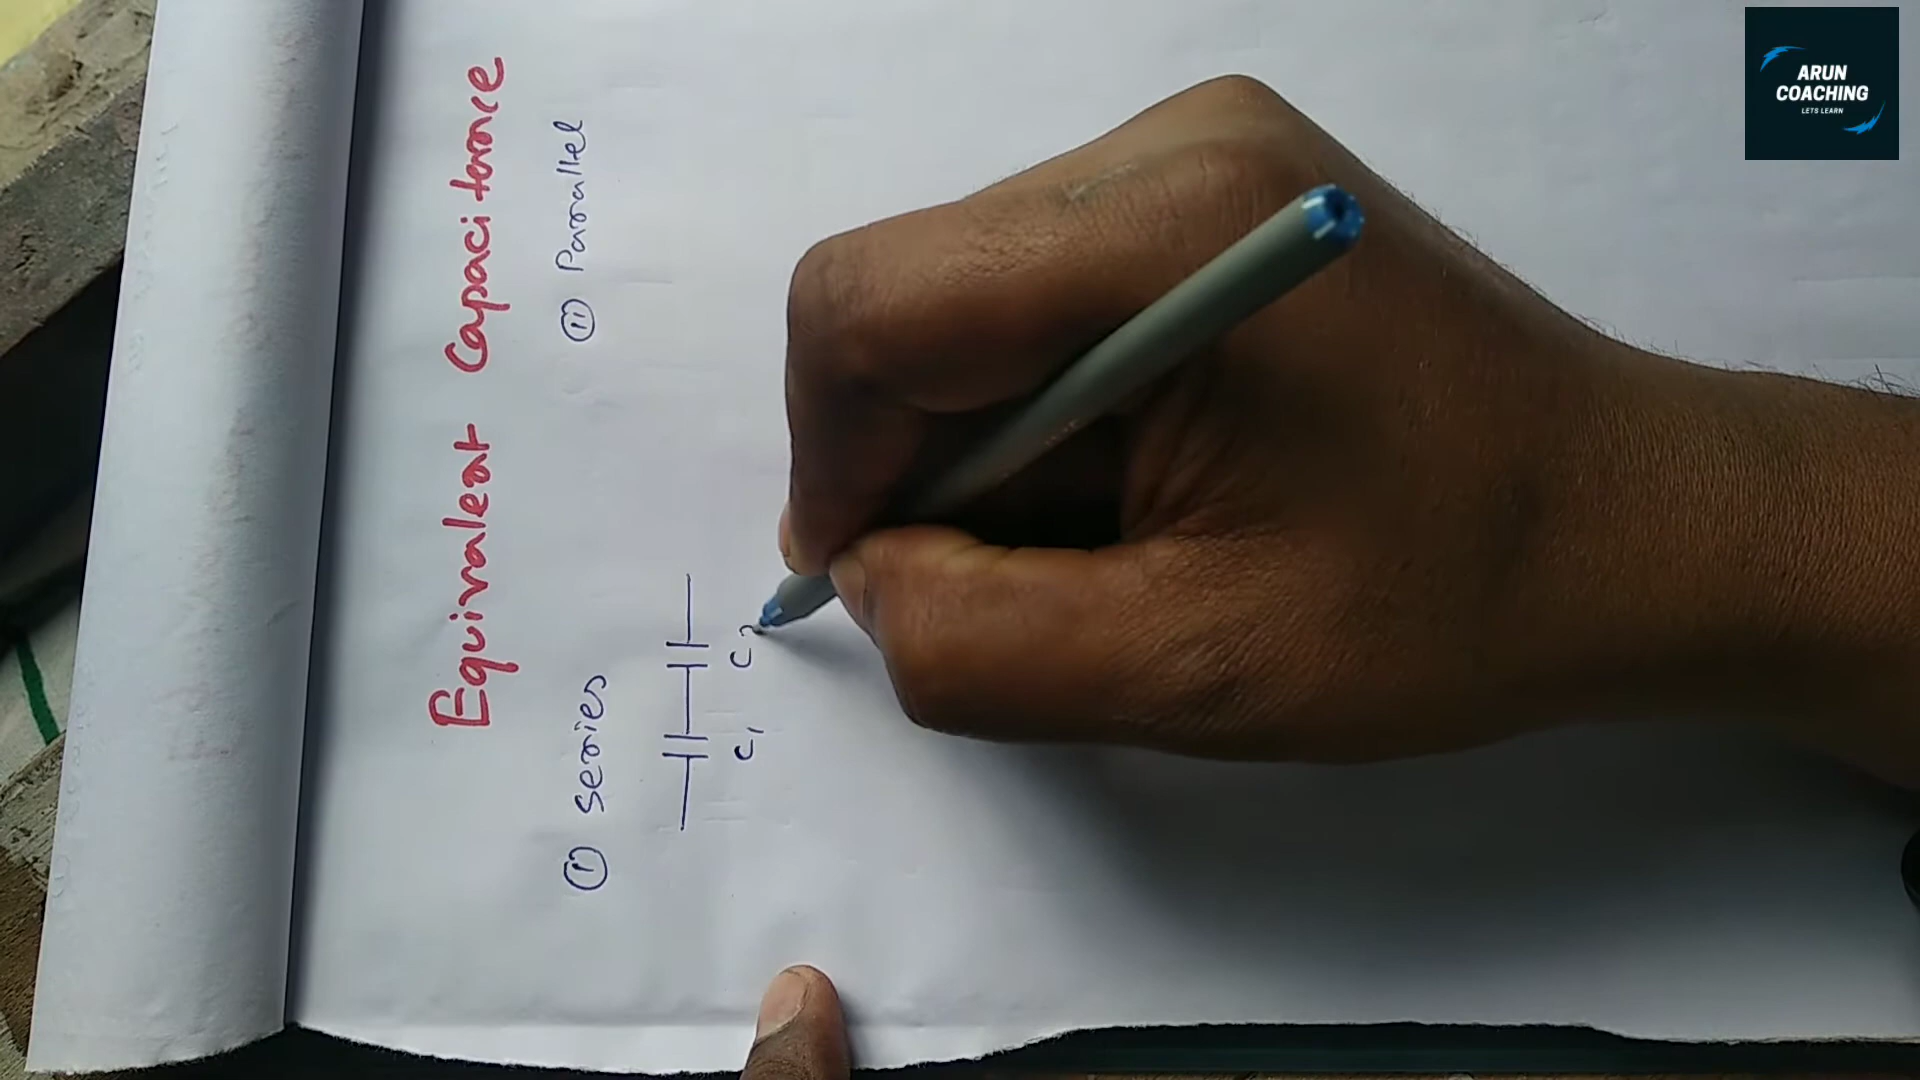 Equivalent Capacitance
(i) series
(ii) Parallel
C1 C2
ARUN
COACHING
LETS LEARN